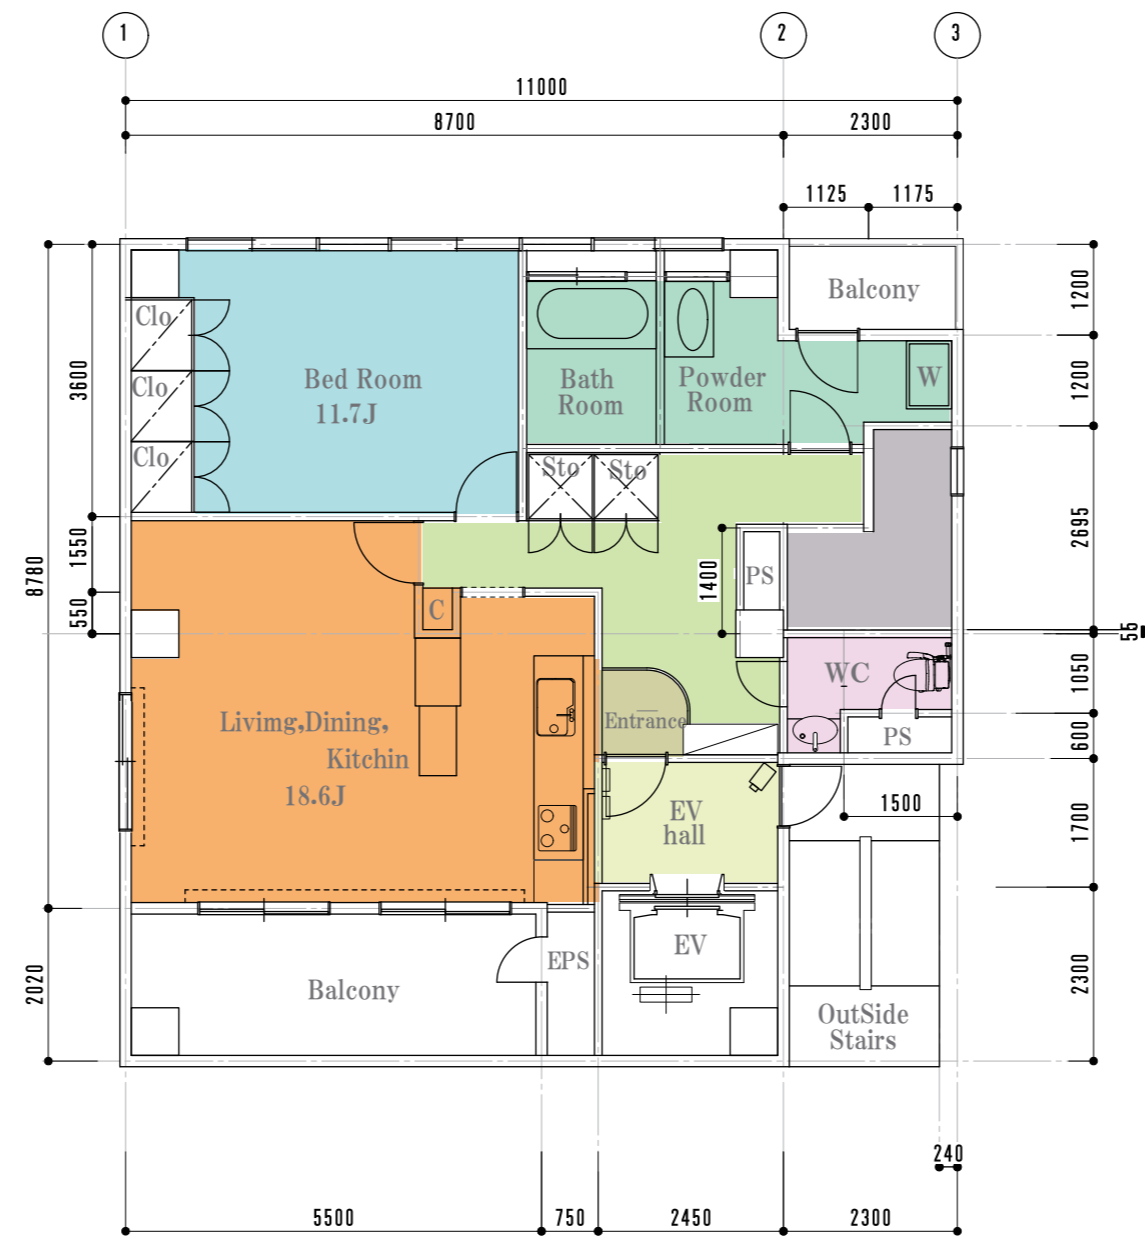 1
2
3
11000
8700
2300
1125
1175
Balcony
1200
Clo
Clo
Clo
Bed Room
11.7J
Bath
Room
Powder
Room
W
1200
3600
Sto
Sto
8780
1550
550
1400
PS
2695
55
C
WC
1050
Entrance
PS
600
Livimg,Dining,
Kitchin
18.6J
EV
hall
1500
1700
EV
EPS
Balcony
2020
OutSide
Stairs
2300
240
5500
750
2450
2300